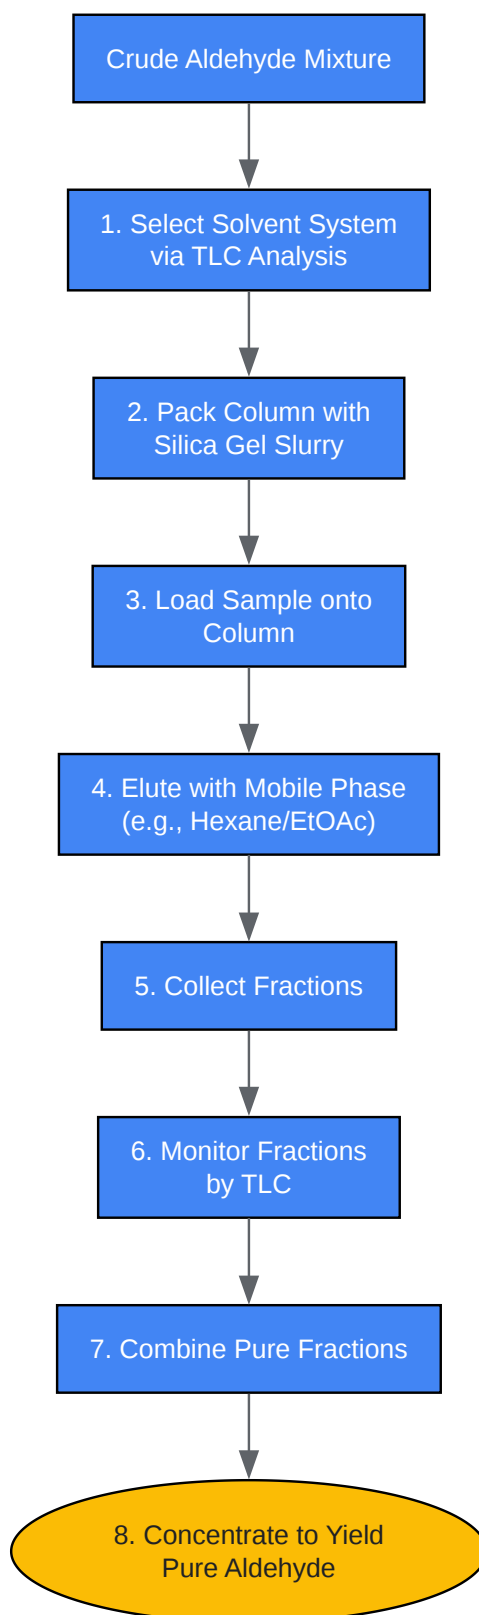 Crude Aldehyde Mixture
1. Select Solvent System
via TLC Analysis
2. Pack Column with
Silica Gel Slurry
3. Load Sample onto
Column
4. Elute with Mobile Phase
(e.g., Hexane/EtOAc)
5. Collect Fractions
6. Monitor Fractions
by TLC
7. Combine Pure Fractions
8. Concentrate to Yield
Pure Aldehyde